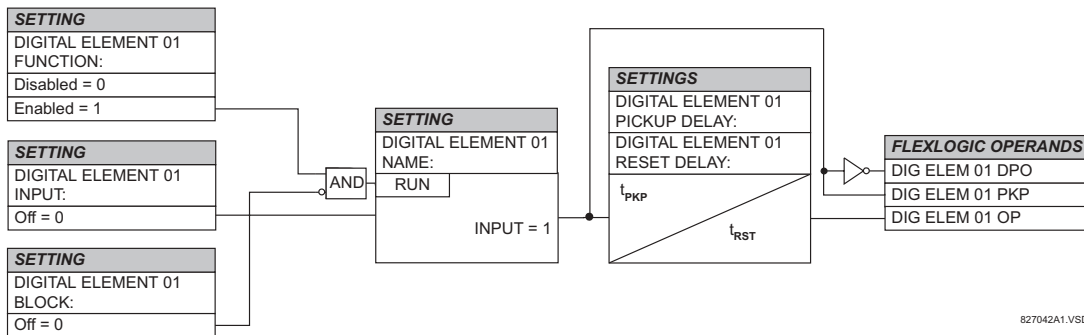 SETTING
DIGITAL ELEMENT 01
FUNCTION:
Disabled = 0
Enabled = 1
SETTING
DIGITAL ELEMENT 01
INPUT:
Off = 0
SETTING
DIGITAL ELEMENT 01
BLOCK:
Off = 0
AND
SETTING
DIGITAL ELEMENT 01
NAME:
RUN
INPUT = 1
SETTINGS
DIGITAL ELEMENT 01
PICKUP DELAY:
DIGITAL ELEMENT 01
RESET DELAY:
tPKP
tRST
FLEXLOGIC OPERANDS
DIG ELEM 01 DPO
DIG ELEM 01 PKP
DIG ELEM 01 OP
827042A1.VSD